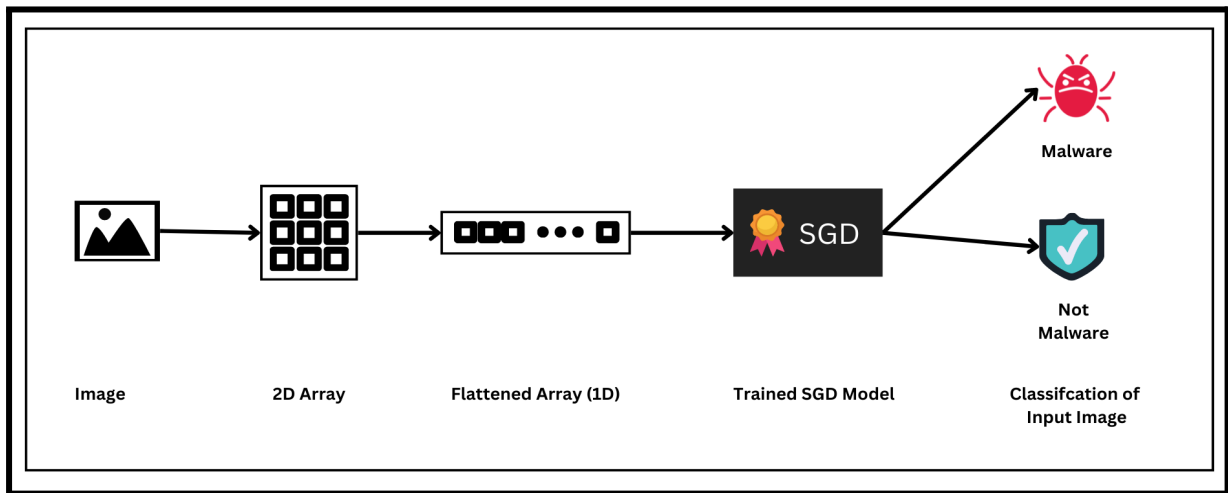 SGD
Malware
Not
Malware
Image
2D Array
Flattened Array (1D)
Trained SGD Model
Classifcation of
Input Image